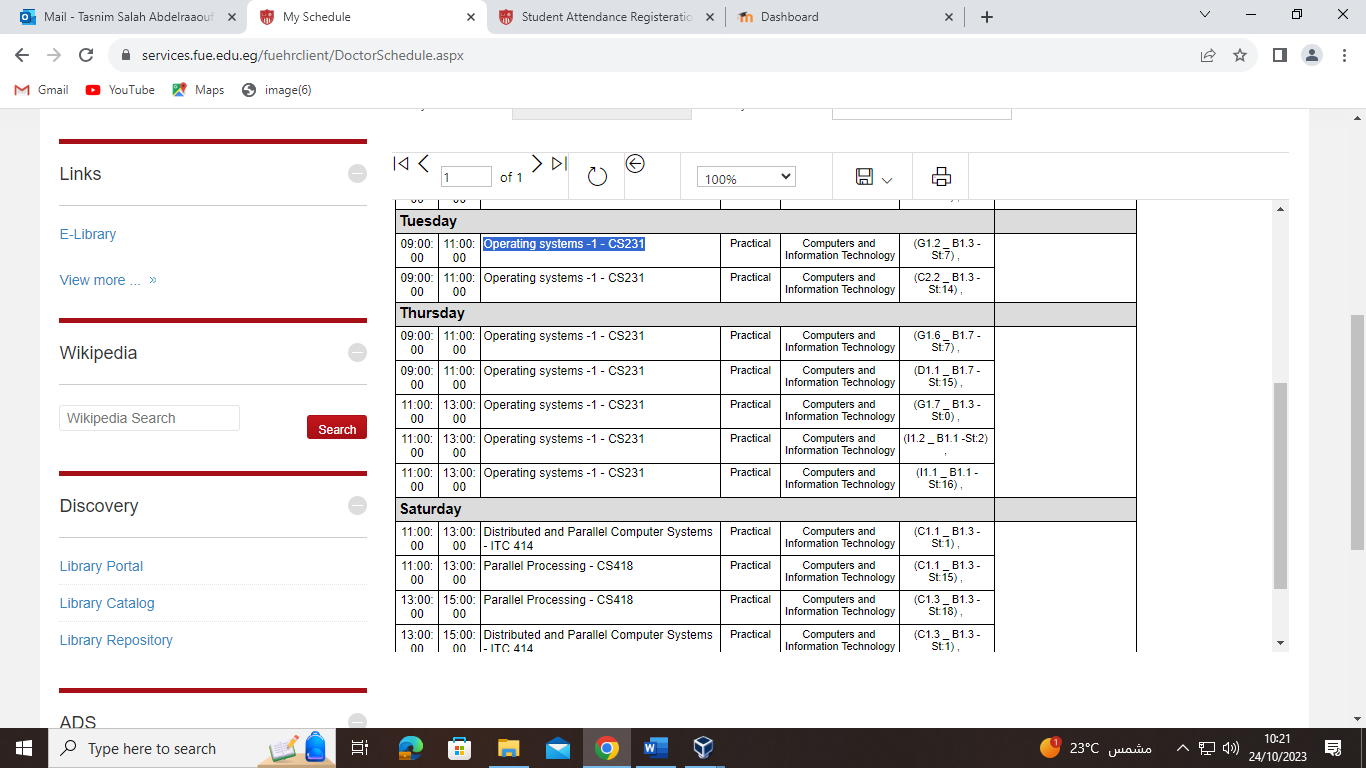 Mail - Tasnim Salah Abdelraaouf
My Schedule
Student Attendance Registeratio
Dashboard
services.fue.edu.eg/fuehrclient/DoctorSchedule.aspx
Gmail
YouTube
Maps
image(6)
Links
E-Library
View more ... »
Wikipedia
Wikipedia Search
Search
Discovery
Library Portal
Library Catalog
Library Repository
ADS
1
of 1
100%
Tuesday
09:00: 11:00: Operating systems -1 - CS231 Practical Computers and (G1.2 _ B1.3 -
00 00 Information Technology St:7) ,
09:00: 11:00: Operating systems -1 - CS231 Practical Computers and (C2.2 _ B1.3 -
00 00 Information Technology St:14) ,
Thursday
09:00: 11:00: Operating systems -1 - CS231 Practical Computers and (G1.6 _ B1.7 -
00 00 Information Technology St:7) ,
09:00: 11:00: Operating systems -1 - CS231 Practical Computers and (D1.1 _ B1.7 -
00 00 Information Technology St:15) ,
11:00: 13:00: Operating systems -1 - CS231 Practical Computers and (G1.7 _ B1.3 -
00 00 Information Technology St:0) ,
11:00: 13:00: Operating systems -1 - CS231 Practical Computers and (I1.2 _ B1.1 -St:2)
00 00 Information Technology ,
11:00: 13:00: Operating systems -1 - CS231 Practical Computers and (I1.1 _ B1.1 -
00 00 Information Technology St:16) ,
Saturday
11:00: 13:00: Distributed and Parallel Computer Systems Practical Computers and (C1.1 _ B1.3 -
00 00 - ITC 414 Information Technology St:1) ,
11:00: 13:00: Parallel Processing - CS418 Practical Computers and (C1.1 _ B1.3 -
00 00 Information Technology St:15) ,
13:00: 15:00: Parallel Processing - CS418 Practical Computers and (C1.3 _ B1.3 -
00 00 Information Technology St:18) ,
13:00: 15:00: Distributed and Parallel Computer Systems Practical Computers and (C1.3 _ B1.3 -
00 00 - ITC 414 Information Technology St:1) ,
Type here to search
1
23°C مشمس
10:21
24/10/2023